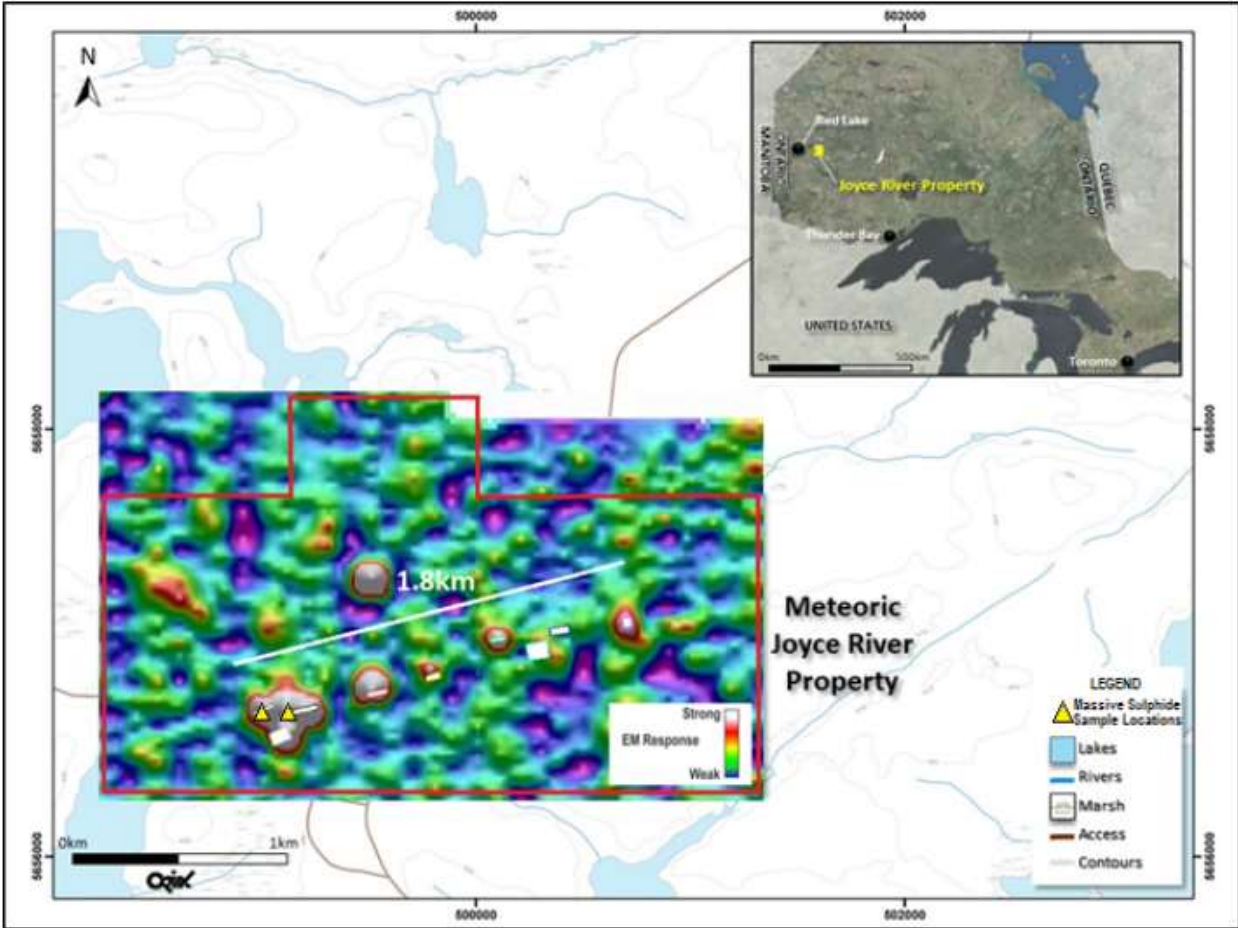 500000
502000
N
Red Lake
MANITOBA
ONTARIO
Joyce River Property
QUEBEC
ONTARIO
Thunder Bay
UNITED STATES
0km
500km
Toronto
5658000
5658000
1.8km
Meteoric
Joyce River
Property
Strong
EM Response
Weak
LEGEND
Massive Sulphide
Sample Locations
Lakes
Rivers
Marsh
Access
Contours
0km
1km
Orix
5656000
5656000
500000
502000